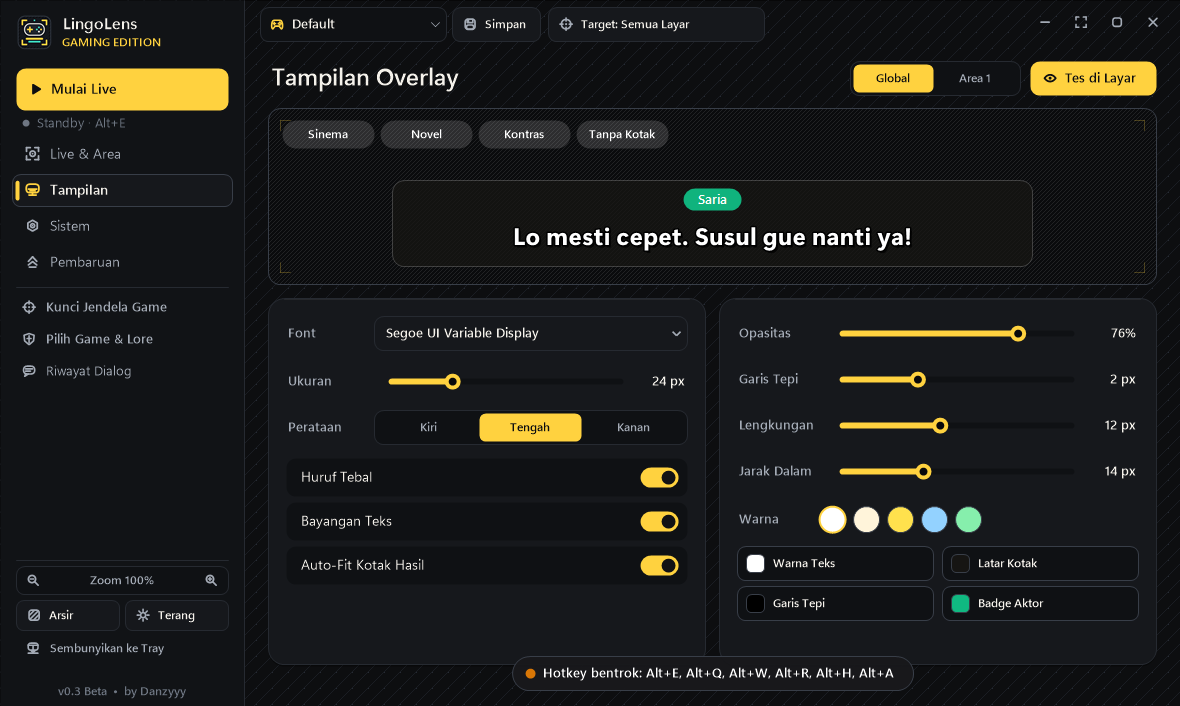 LingoLens
GAMING EDITION
Mulai Live
Standby · Alt+E
Live & Area
Tampilan
Sistem
Pembaruan
Kunci Jendela Game
Pilih Game & Lore
Riwayat Dialog
Zoom 100%
Arsir
Terang
Sembunyikan ke Tray
v0.3 Beta • by Danzyyy
Default
Simpan
Target: Semua Layar
Tampilan Overlay
Global
Area 1
Tes di Layar
Sinema
Novel
Kontras
Tanpa Kotak
Saria
Lo mesti cepet. Susul gue nanti ya!
Font
Segoe UI Variable Display
Ukuran
24 px
Perataan
Kiri
Tengah
Kanan
Huruf Tebal
Bayangan Teks
Auto-Fit Kotak Hasil
Opasitas
76%
Garis Tepi
2 px
Lengkungan
12 px
Jarak Dalam
14 px
Warna
Warna Teks
Latar Kotak
Garis Tepi
Badge Aktor
Hotkey bentrok: Alt+E, Alt+Q, Alt+W, Alt+R, Alt+H, Alt+A